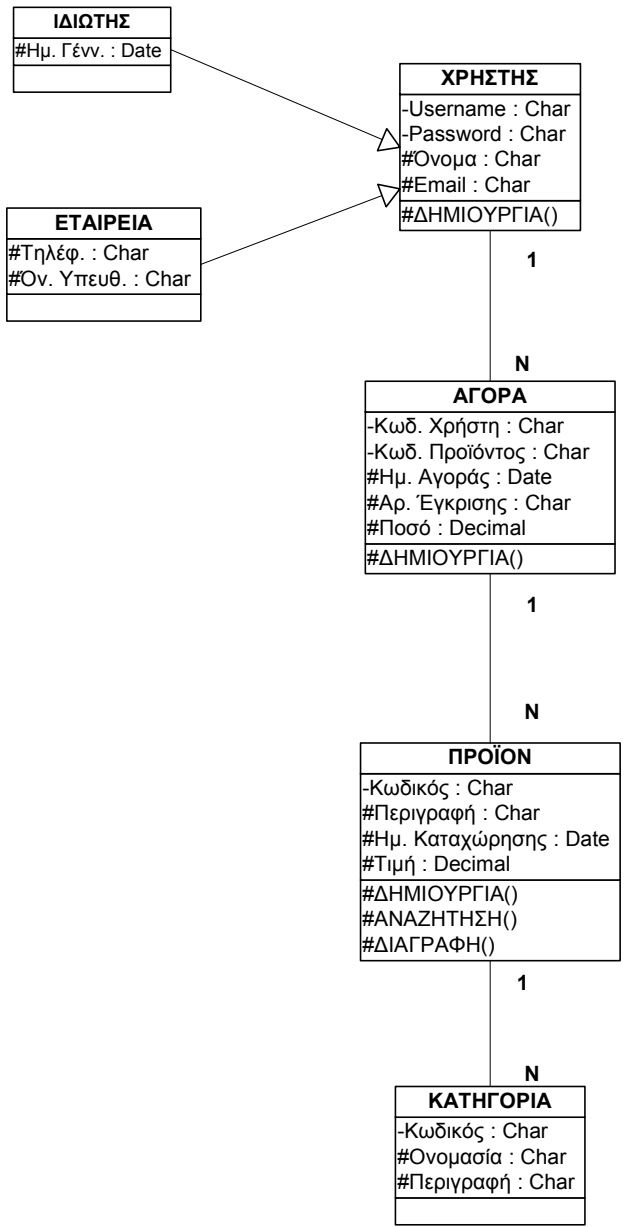 ΙΔΙΩΤΗΣ
#Ημ. Γένν. : Date
ΧΡΗΣΤΗΣ
-Username : Char
-Password : Char
#Όνομα : Char
#Email : Char
#ΔΗΜΙΟΥΡΓΙΑ()
ΕΤΑΙΡΕΙΑ
#Τηλέφ. : Char
#Όν. Υπευθ. : Char
1
N
ΑΓΟΡΑ
-Κωδ. Χρήστη : Char
-Κωδ. Προϊόντος : Char
#Ημ. Αγοράς : Date
#Αρ. Έγκρισης : Char
#Ποσό : Decimal
#ΔΗΜΙΟΥΡΓΙΑ()
1
N
ΠΡΟΪΟΝ
-Κωδικός : Char
#Περιγραφή : Char
#Ημ. Καταχώρησης : Date
#Τιμή : Decimal
#ΔΗΜΙΟΥΡΓΙΑ()
#ΑΝΑΖΗΤΗΣΗ()
#ΔΙΑΓΡΑΦΗ()
1
N
ΚΑΤΗΓΟΡΙΑ
-Κωδικός : Char
#Ονομασία : Char
#Περιγραφή : Char